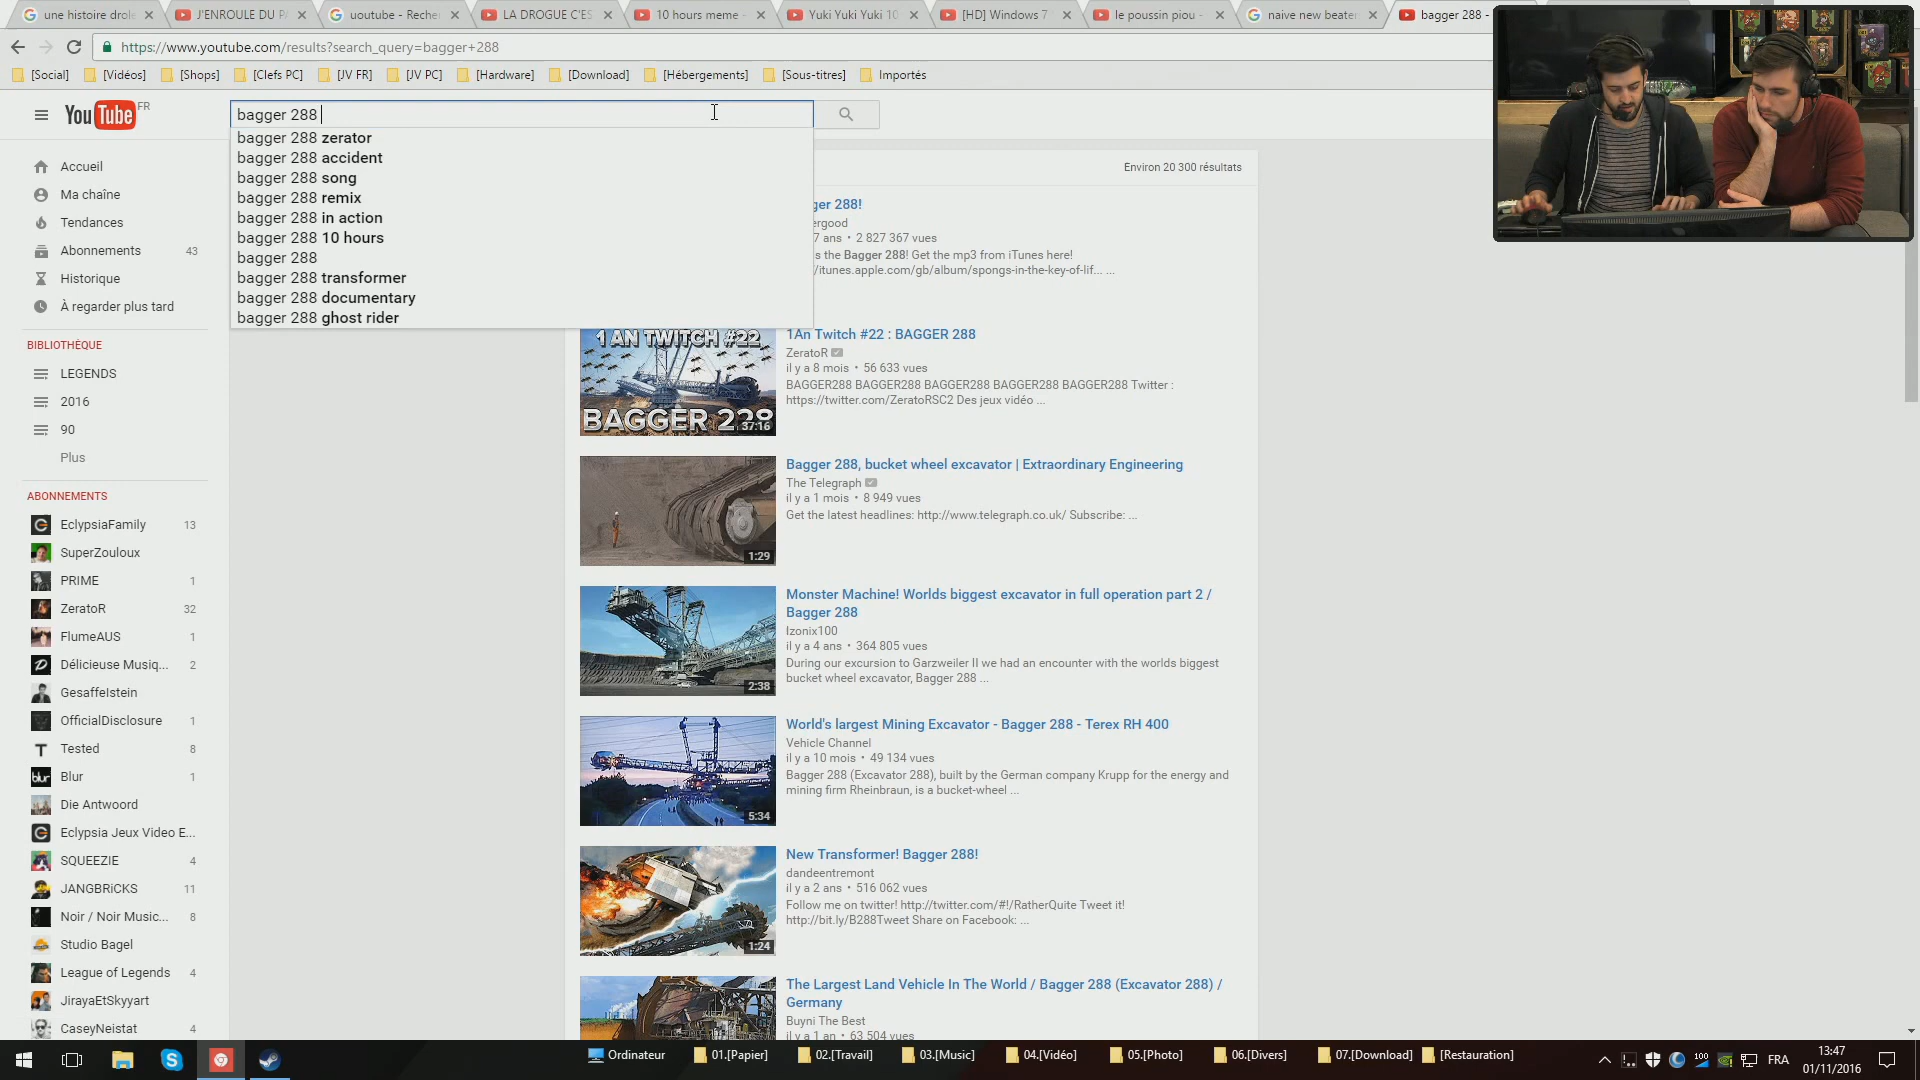 une histoire drole
J'ENROULE DU PA
uoutube - Recher
LA DROGUE C'ES
10 hours meme -
Yuki Yuki Yuki 10
[HD] Windows 7
le poussin piou -
naive new beater
bagger 288 -
https://www.youtube.com/results?search_query=bagger+288
[Social]
[Vidéos]
[Shops]
[Clefs PC]
[JV FR]
[JV PC]
[Hardware]
[Download]
[Hébergements]
[Sous-titres]
Importés
YouTube FR
bagger 288
bagger 288 zerator
bagger 288 accident
bagger 288 song
bagger 288 remix
bagger 288 in action
bagger 288 10 hours
bagger 288
bagger 288 transformer
bagger 288 documentary
bagger 288 ghost rider
Accueil
Ma chaîne
Tendances
Abonnements 43
Historique
À regarder plus tard
BIBLIOTHÈQUE
LEGENDS
2016
90
Plus
ABONNEMENTS
EclypsiaFamily 13
SuperZouloux
PRIME 1
ZeratoR 32
FlumeAUS 1
Délicieuse Musiq... 2
Gesaffelstein
OfficialDisclosure 1
Tested 8
Blur 1
Die Antwoord
Eclypsia Jeux Video E...
SQUEEZIE 4
JANGBRiCKS 11
Noir / Noir Music... 8
Studio Bagel
League of Legends 4
JirayaEtSkyyart
CaseyNeistat 4
Environ 20 300 résultats
ger 288!
ergood
7 ans • 2 827 367 vues
s the Bagger 288! Get the mp3 from iTunes here!
/itunes.apple.com/gb/album/spongs-in-the-key-of-lif... ...
1 AN TWITCH #22
BAGGER 288
37:16
1An Twitch #22 : BAGGER 288
ZeratoR
il y a 8 mois • 56 633 vues
BAGGER288 BAGGER288 BAGGER288 BAGGER288 BAGGER288 Twitter :
https://twitter.com/ZeratoRSC2 Des jeux vidéo ...
1:29
Bagger 288, bucket wheel excavator | Extraordinary Engineering
The Telegraph
il y a 1 mois • 8 949 vues
Get the latest headlines: http://www.telegraph.co.uk/ Subscribe: ...
2:38
Monster Machine! Worlds biggest excavator in full operation part 2 /
Bagger 288
Izonix100
il y a 4 ans • 364 805 vues
During our excursion to Garzweiler II we had an encounter with the worlds biggest
bucket wheel excavator, Bagger 288 ...
5:34
World's largest Mining Excavator - Bagger 288 - Terex RH 400
Vehicle Channel
il y a 10 mois • 49 134 vues
Bagger 288 (Excavator 288), built by the German company Krupp for the energy and
mining firm Rheinbraun, is a bucket-wheel ...
1:24
New Transformer! Bagger 288!
dandeentremont
il y a 2 ans • 516 062 vues
Follow me on twitter! http://twitter.com/#!/RatherQuite Tweet it!
http://bit.ly/B288Tweet Share on Facebook: ...
The Largest Land Vehicle In The World / Bagger 288 (Excavator 288) /
Germany
Buyni The Best
il y a 1 an • 63 504 vues
Ordinateur
01.[Papier]
02.[Travail]
03.[Music]
04.[Vidéo]
05.[Photo]
06.[Divers]
07.[Download]
[Restauration]
100
FRA
13:47
01/11/2016